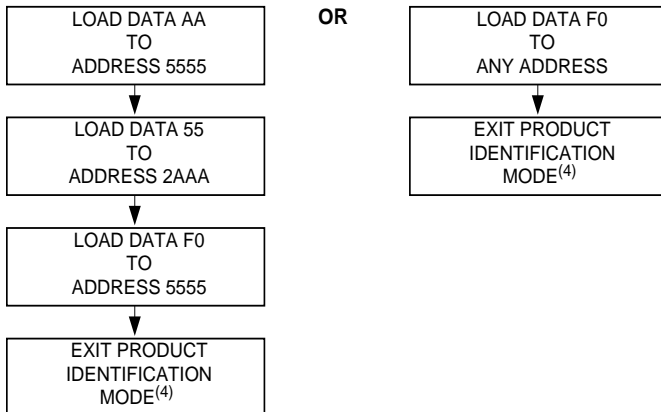 LOAD DATA AA
TO
ADDRESS 5555
LOAD DATA 55
TO
ADDRESS 2AAA
LOAD DATA F0
TO
ADDRESS 5555
EXIT PRODUCT
IDENTIFICATION
MODE(4)
OR
LOAD DATA F0
TO
ANY ADDRESS
EXIT PRODUCT
IDENTIFICATION
MODE(4)